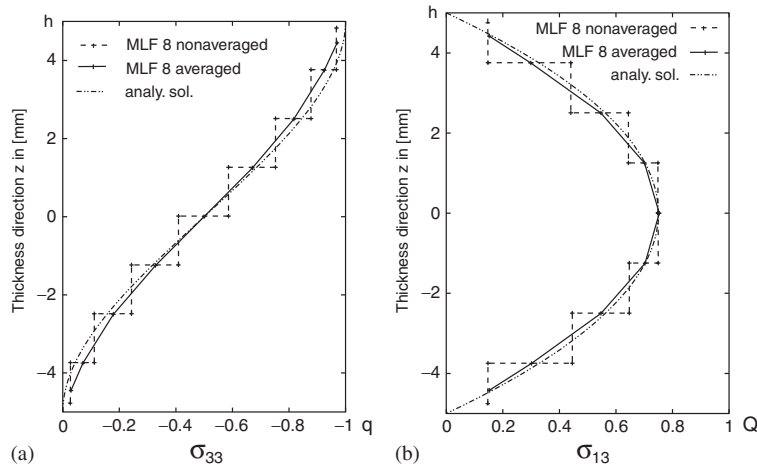 h
MLF 8 nonaveraged
MLF 8 averaged
analy. sol.
4
2
0
−2
−4
Thickness direction z in [mm]
0 −0.2 −0.4 −0.6 −0.8 −1 q
(a)
σ33
h
MLF 8 nonaveraged
MLF 8 averaged
analy. sol.
4
2
0
−2
−4
Thickness direction z in [mm]
0 0.2 0.4 0.6 0.8 1 Q
(b)
σ13